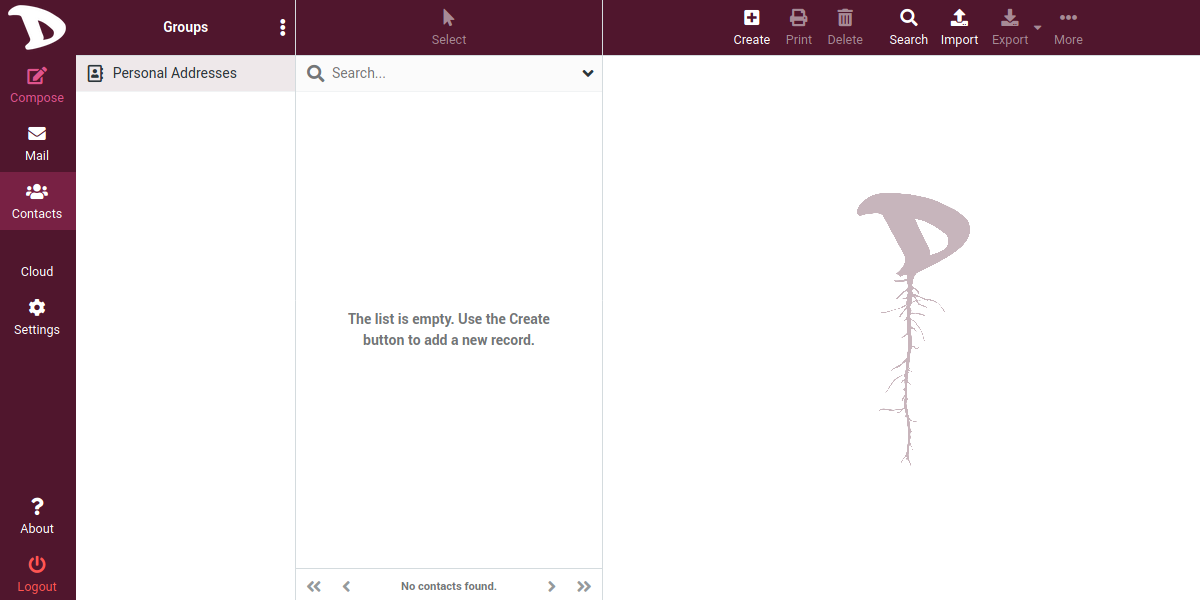 Groups
Select
Create
Print
Delete
Search
Import
Export
More
Compose
Mail
Contacts
Cloud
Settings
About
Logout
Personal Addresses
Search...
The list is empty. Use the Create
button to add a new record.
No contacts found.